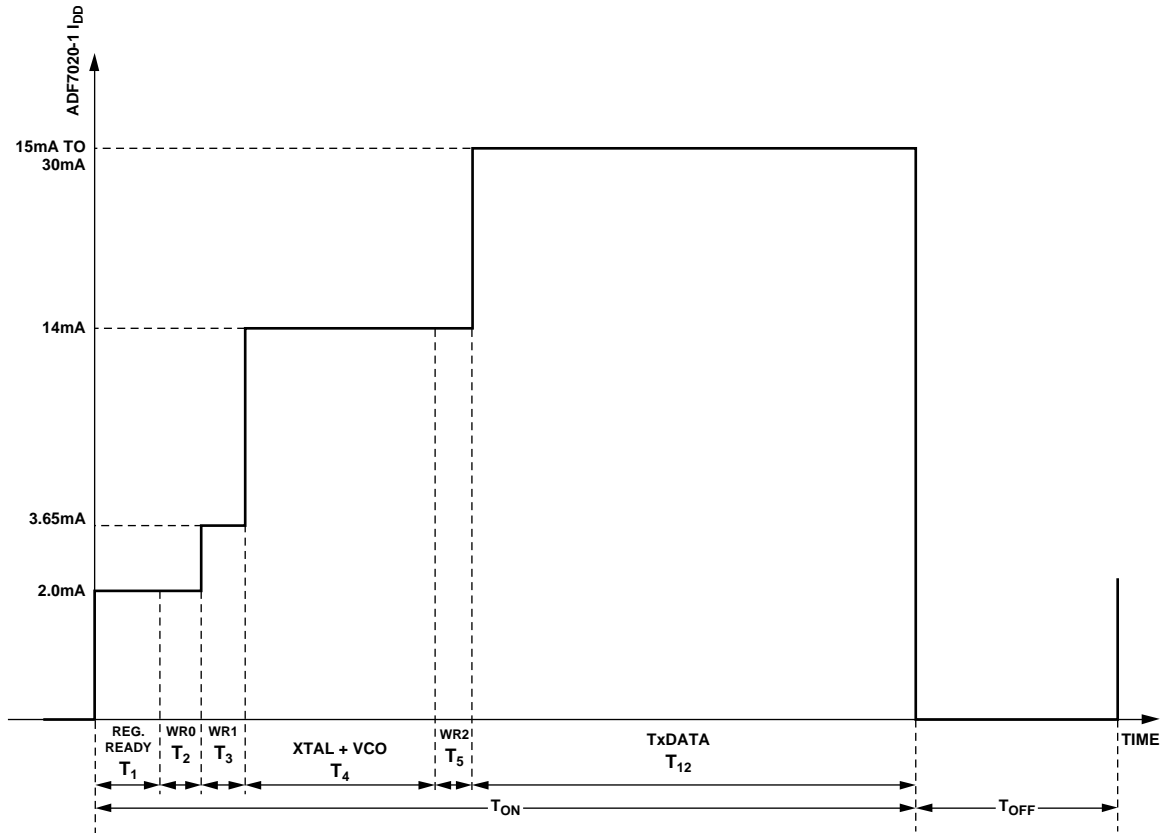 ADF7020-1 IDD
15mA TO
30mA
14mA
3.65mA
2.0mA
REG.
READY
T1
WR0
T2
WR1
T3
XTAL + VCO
T4
WR2
T5
TxDATA
T12
TIME
TON
TOFF